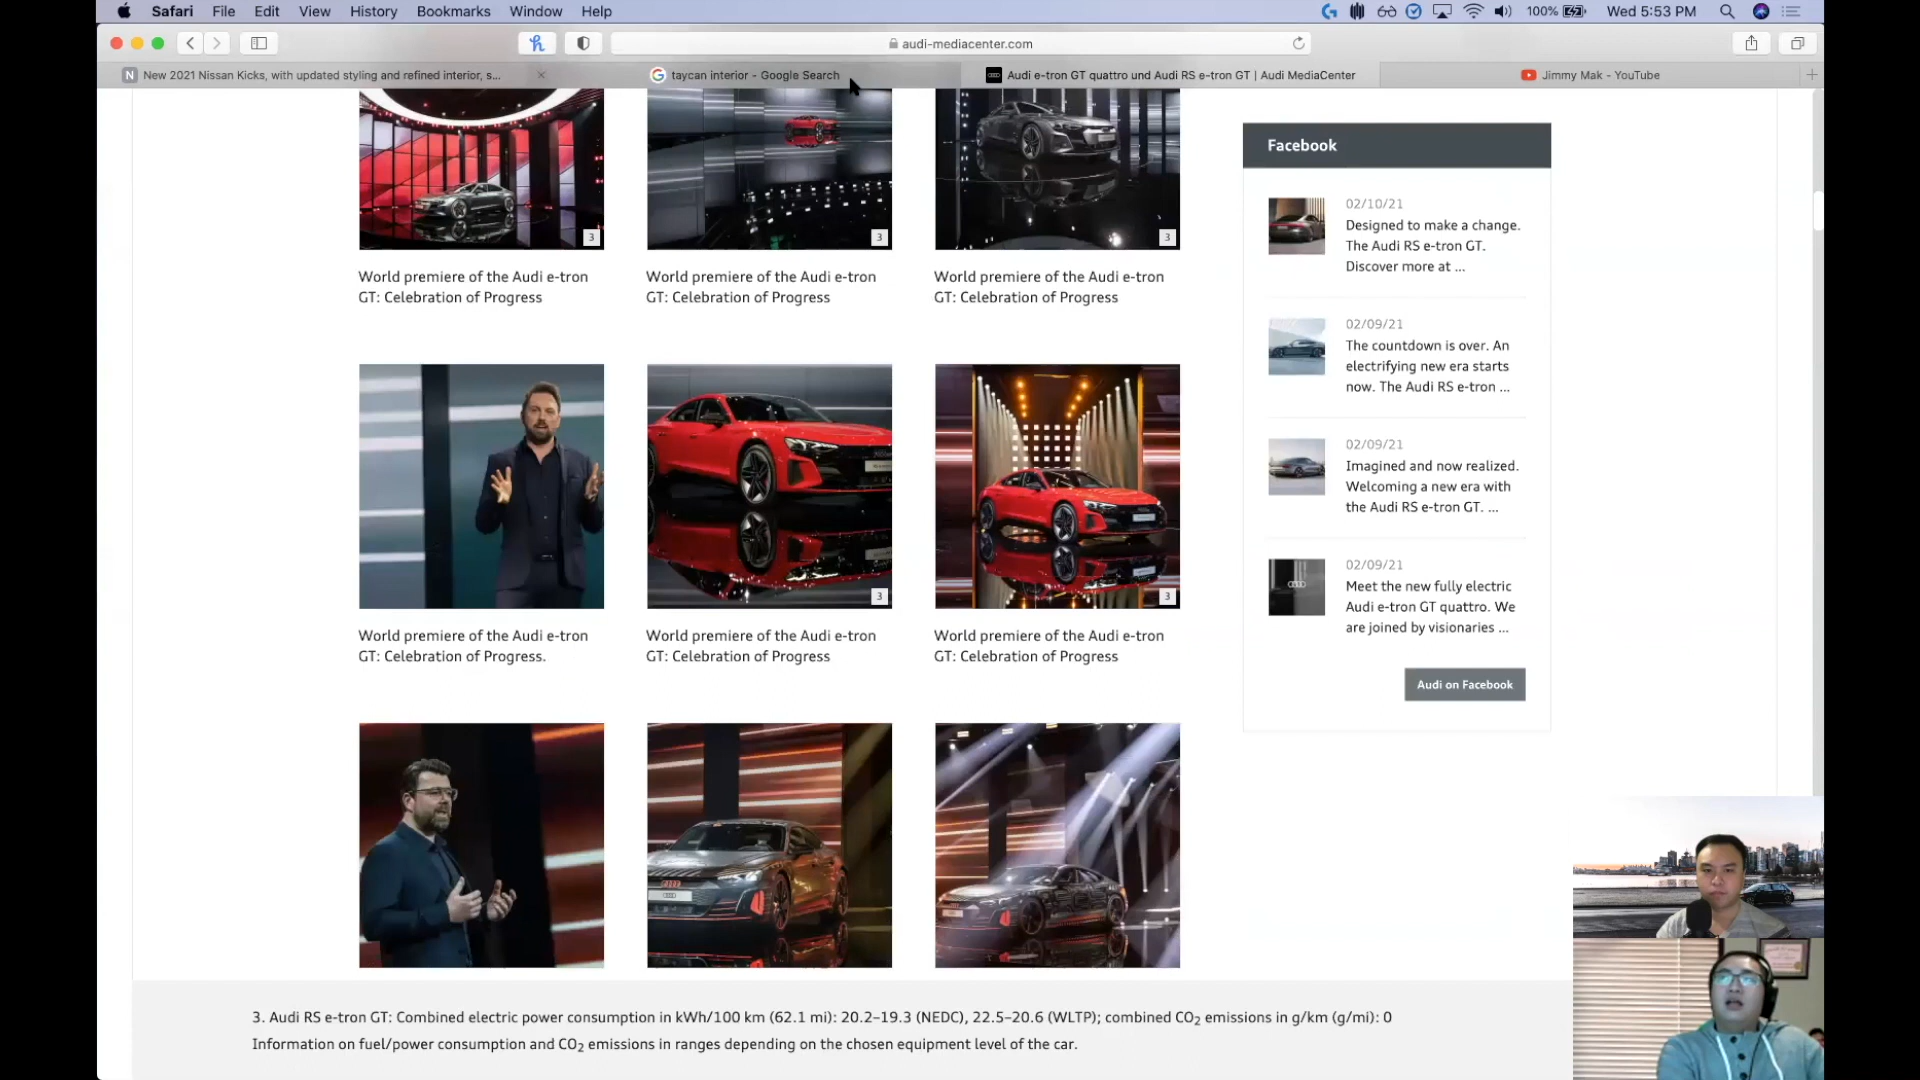 Safari File Edit View History Bookmarks Window Help 100% Wed 5:53 PM
audi-mediacenter.com
N New 2021 Nissan Kicks, with updated styling and refined interior, s...
taycan interior - Google Search
Audi e-tron GT quattro und Audi RS e-tron GT | Audi MediaCenter
Jimmy Mak - YouTube
3
3
3
World premiere of the Audi e-tron
GT: Celebration of Progress
World premiere of the Audi e-tron
GT: Celebration of Progress
World premiere of the Audi e-tron
GT: Celebration of Progress
3
3
World premiere of the Audi e-tron
GT: Celebration of Progress.
World premiere of the Audi e-tron
GT: Celebration of Progress
World premiere of the Audi e-tron
GT: Celebration of Progress
Facebook
02/10/21
Designed to make a change.
The Audi RS e-tron GT.
Discover more at ...
02/09/21
The countdown is over. An
electrifying new era starts
now. The Audi RS e-tron ...
02/09/21
Imagined and now realized.
Welcoming a new era with
the Audi RS e-tron GT. ...
02/09/21
Meet the new fully electric
Audi e-tron GT quattro. We
are joined by visionaries ...
Audi on Facebook
3. Audi RS e-tron GT: Combined electric power consumption in kWh/100 km (62.1 mi): 20.2–19.3 (NEDC), 22.5–20.6 (WLTP); combined CO₂ emissions in g/km (g/mi): 0
Information on fuel/power consumption and CO₂ emissions in ranges depending on the chosen equipment level of the car.